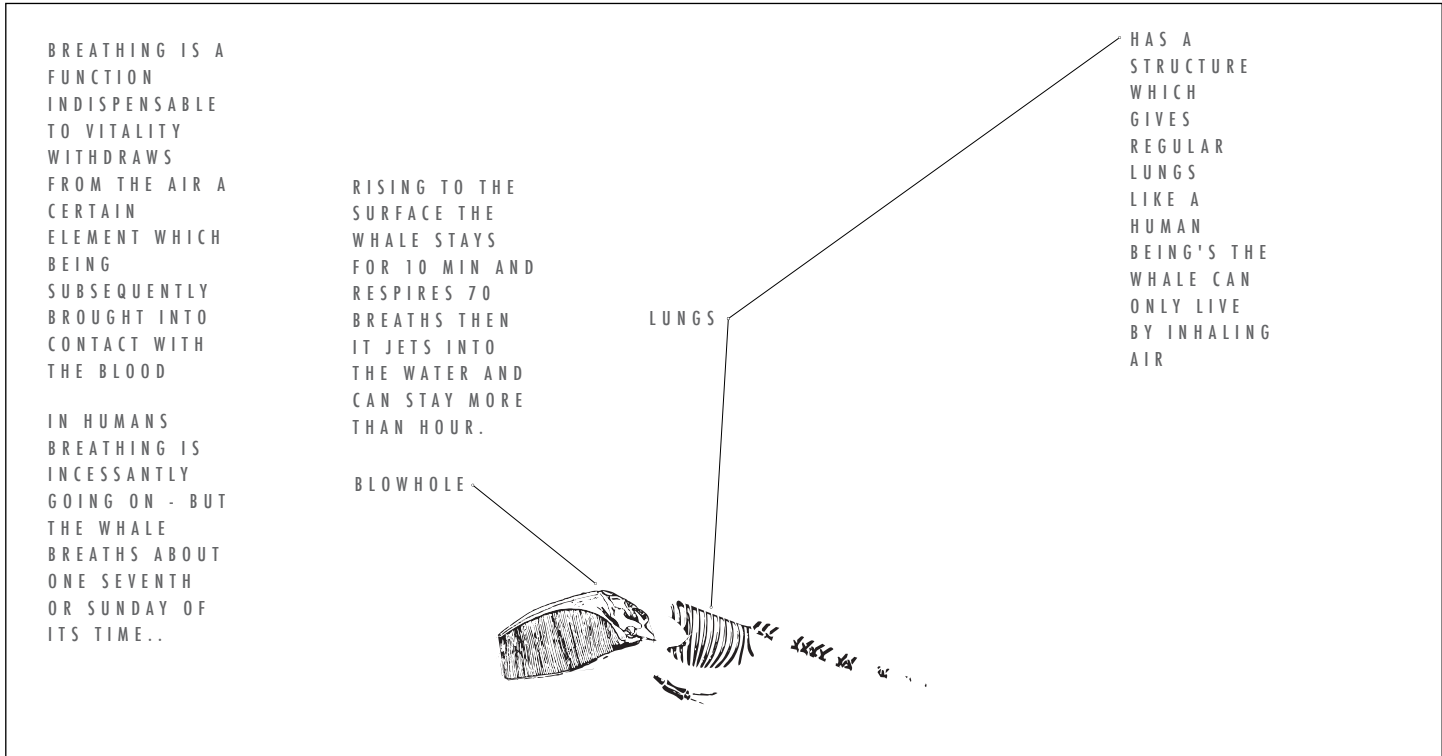 BREATHING IS A
FUNCTION
INDISPENSABLE
TO VITALITY
WITHDRAWS
FROM THE AIR A
CERTAIN
ELEMENT WHICH
BEING
SUBSEQUENTLY
BROUGHT INTO
CONTACT WITH
THE BLOOD
IN HUMANS
BREATHING IS
INCESSANTLY
GOING ON - BUT
THE WHALE
BREATHS ABOUT
ONE SEVENTH
OR SUNDAY OF
ITS TIME..
RISING TO THE
SURFACE THE
WHALE STAYS
FOR 10 MIN AND
RESPIRES 70
BREATHS THEN
IT JETS INTO
THE WATER AND
CAN STAY MORE
THAN HOUR.
BLOWHOLE
LUNGS
HAS A
STRUCTURE
WHICH
GIVES
REGULAR
LUNGS
LIKE A
HUMAN
BEING'S THE
WHALE CAN
ONLY LIVE
BY INHALING
AIR